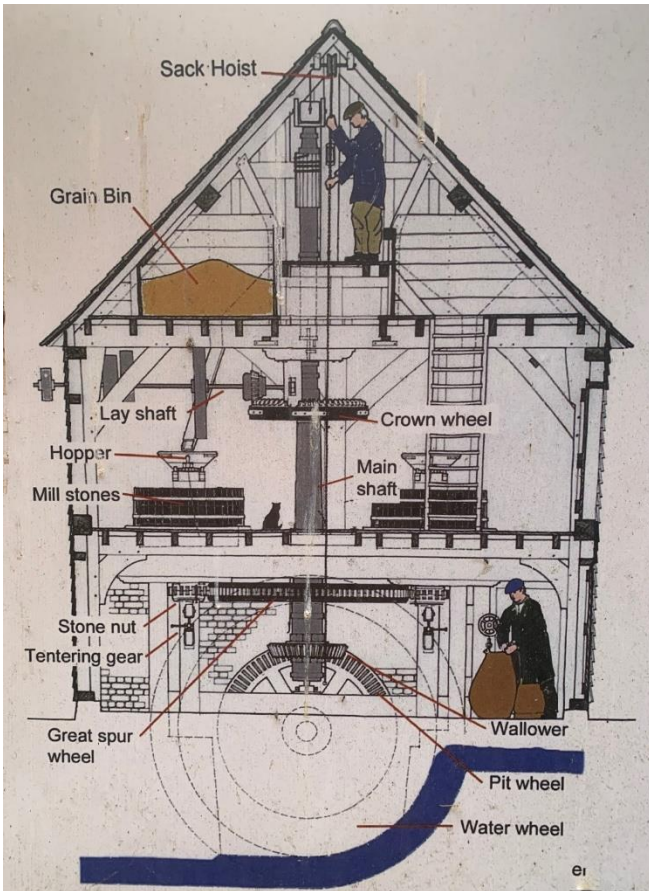 Sack Hoist
Grain Bin
Lay shaft
Crown wheel
Hopper
Main
shaft
Mill stones
Stone nut
Tentering gear
Great spur
wheel
Wallower
Pit wheel
Water wheel